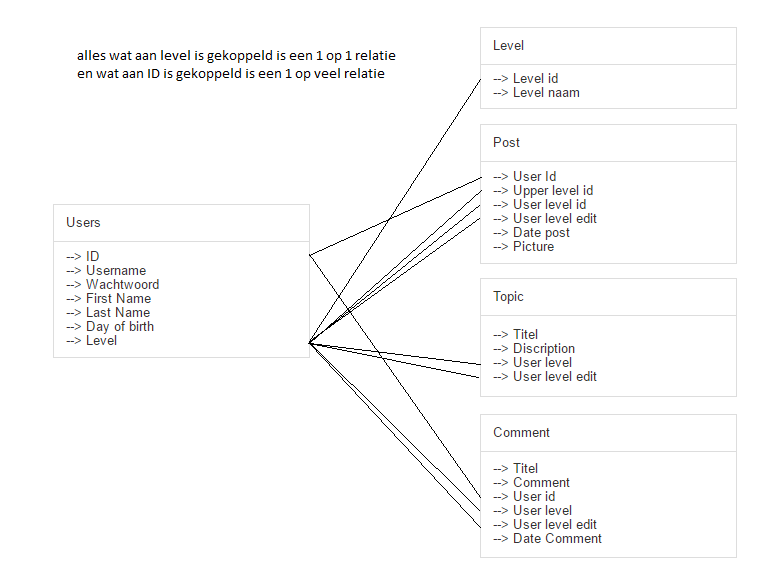 alles wat aan level is gekoppeld is een 1 op 1 relatie
en wat aan ID is gekoppeld is een 1 op veel relatie
Users
--> ID
--> Username
--> Wachtwoord
--> First Name
--> Last Name
--> Day of birth
--> Level
Level
--> Level id
--> Level naam
Post
--> User Id
--> Upper level id
--> User level id
--> User level edit
--> Date post
--> Picture
Topic
--> Titel
--> Discription
--> User level
--> User level edit
Comment
--> Titel
--> Comment
--> User id
--> User level
--> User level edit
--> Date Comment